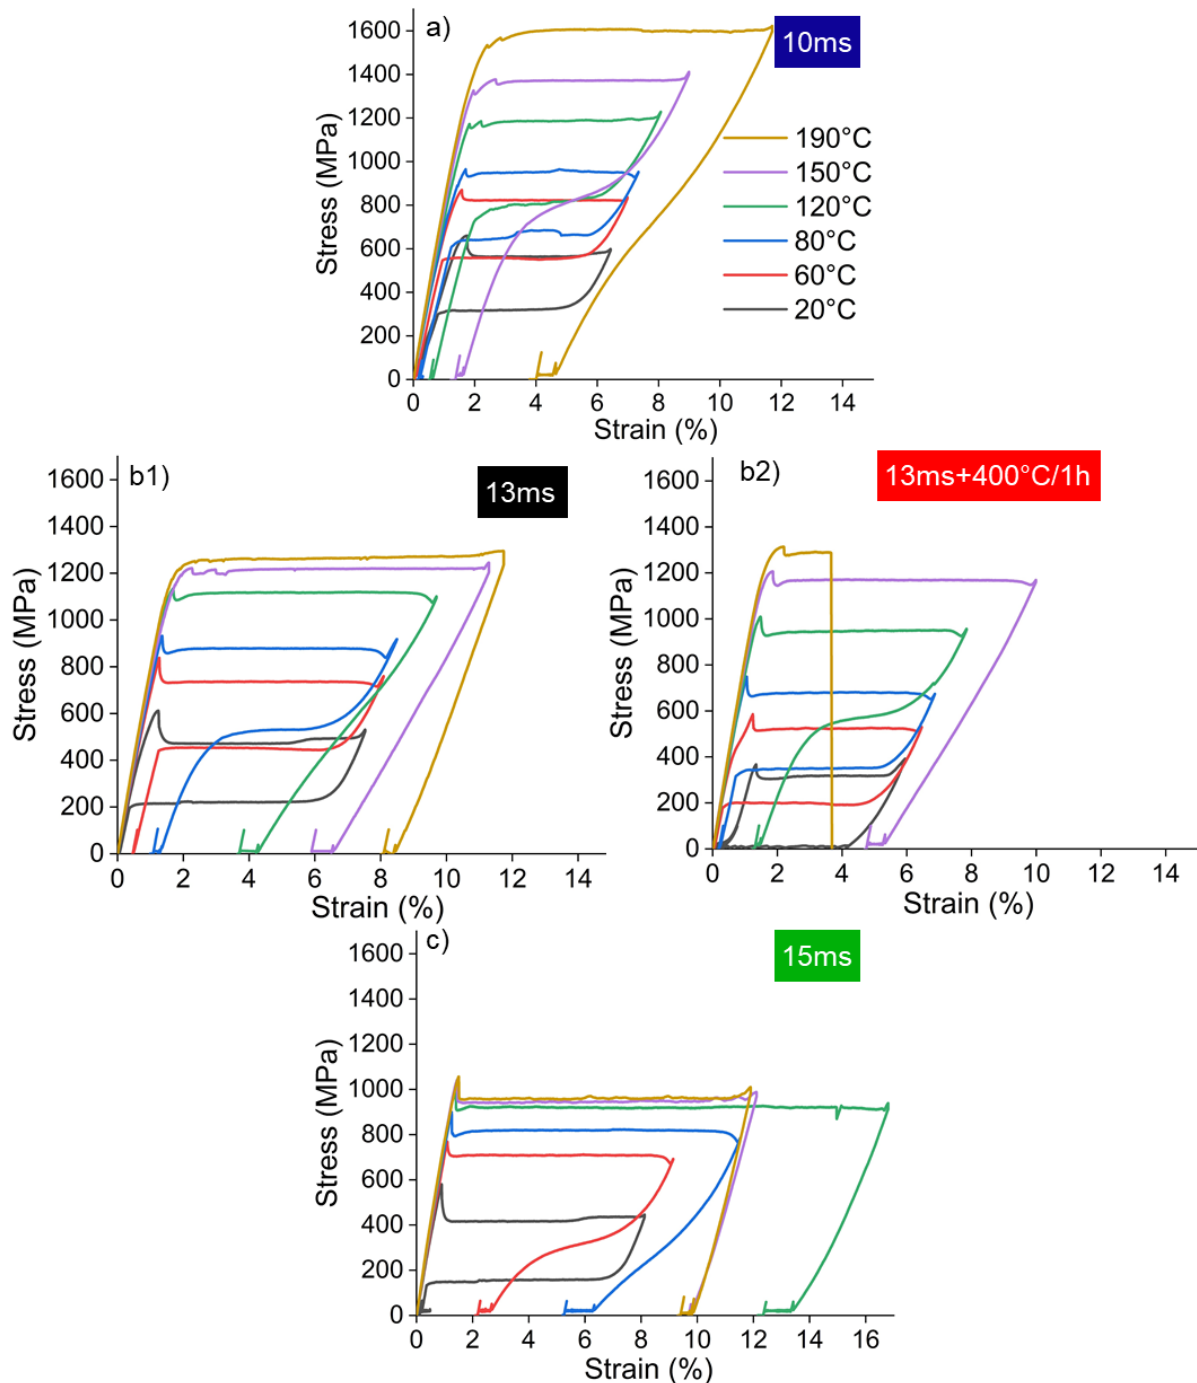 a)
10ms
1600
1400
1200
1000
800
600
400
200
0
Stress (MPa)
190°C
150°C
120°C
80°C
60°C
20°C
0 2 4 6 8 10 12 14
Strain (%)
b1)
13ms
1600
1400
1200
1000
800
600
400
200
0
Stress (MPa)
0 2 4 6 8 10 12 14
Strain (%)
b2)
13ms+400°C/1h
1600
1400
1200
1000
800
600
400
200
0
Stress (MPa)
0 2 4 6 8 10 12 14
Strain (%)
c)
15ms
1600
1400
1200
1000
800
600
400
200
0
Stress (MPa)
0 2 4 6 8 10 12 14 16
Strain (%)